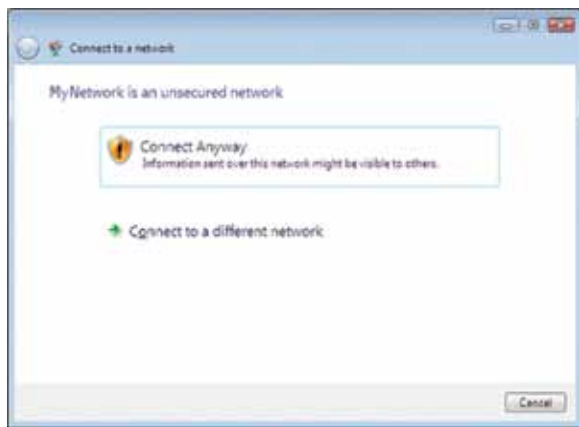 Connect to a network
MyNetwork is an unsecured network
Connect Anyway
Information sent over this network might be visible to others.
Connect to a different network
Cancel